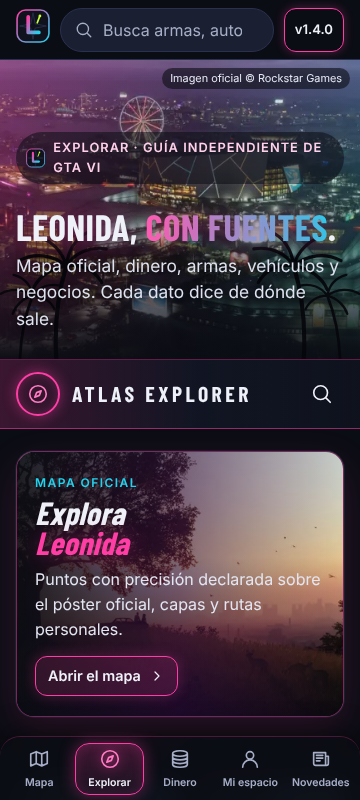 Busca armas, auto
v1.4.0
Imagen oficial © Rockstar Games
EXPLORAR · GUÍA INDEPENDIENTE DE
GTA VI
LEONIDA, CON FUENTES.
Mapa oficial, dinero, armas, vehículos y
negocios. Cada dato dice de dónde
sale.
ATLAS EXPLORER
MAPA OFICIAL
Explora
Leonida
Puntos con precisión declarada sobre
el póster oficial, capas y rutas
personales.
Abrir el mapa
Mapa
Explorar
Dinero
Mi espacio
Novedades